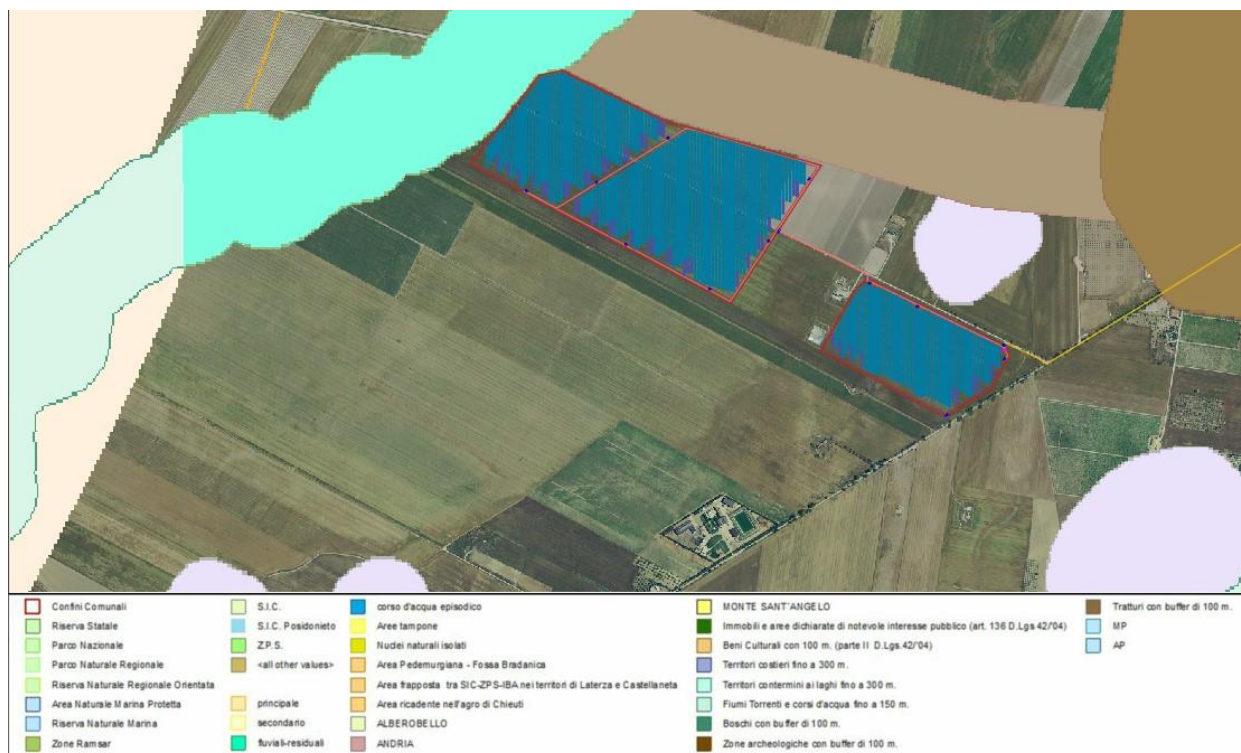 Confini Comunali
Riserva Statale
Parco Nazionale
Parco Naturale Regionale
Riserva Naturale Regionale Orientata
Area Naturale Marina Protetta
Riserva Naturale Marina
Zone Ramsar
S.I.C.
S.I.C. Posidonieto
Z.P.S.
<all other values>
principale
secondario
fluviali-residuali
corso d'acqua episodico
Aree tampone
Nuclei naturali isolati
Area Pedemurgiana - Fossa Bradanica
Area frapposta tra SIC-ZPS-IBA nei territori di Laterza e Castellaneta
Area ricadente nell'agro di Chieuti
ALBEROBELLO
ANDRIA
MONTE SANT'ANGELO
Immobili e aree dichiarate di notevole interesse pubblico (art. 136 D.Lgs 42/'04)
Beni Culturali con 100 m. (parte II D.Lgs.42/'04)
Territori costieri fino a 300 m.
Territori contermini ai laghi fino a 300 m.
Fiumi Torrenti e corsi d'acqua fino a 150 m.
Boschi con buffer di 100 m.
Zone archeologiche con buffer di 100 m.
Tratturi con buffer di 100 m.
MP
AP